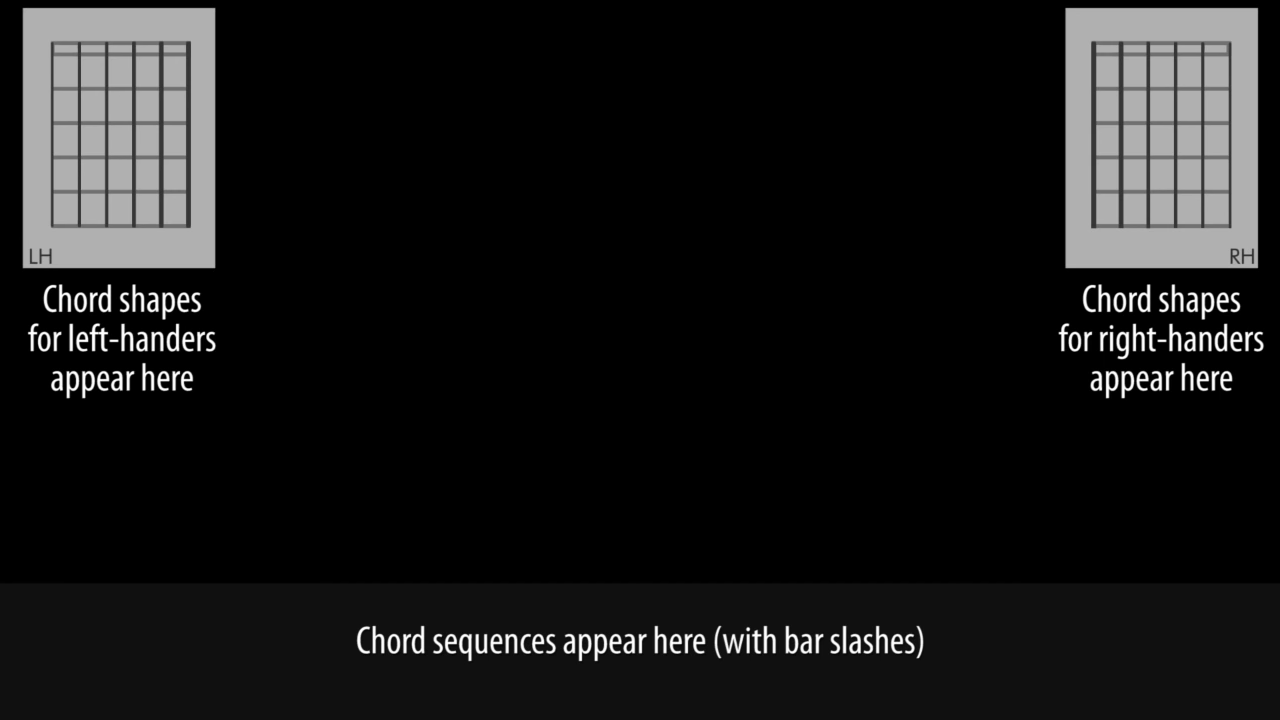 LH
Chord shapes
for left-handers
appear here
RH
Chord shapes
for right-handers
appear here
Chord sequences appear here (with bar slashes)